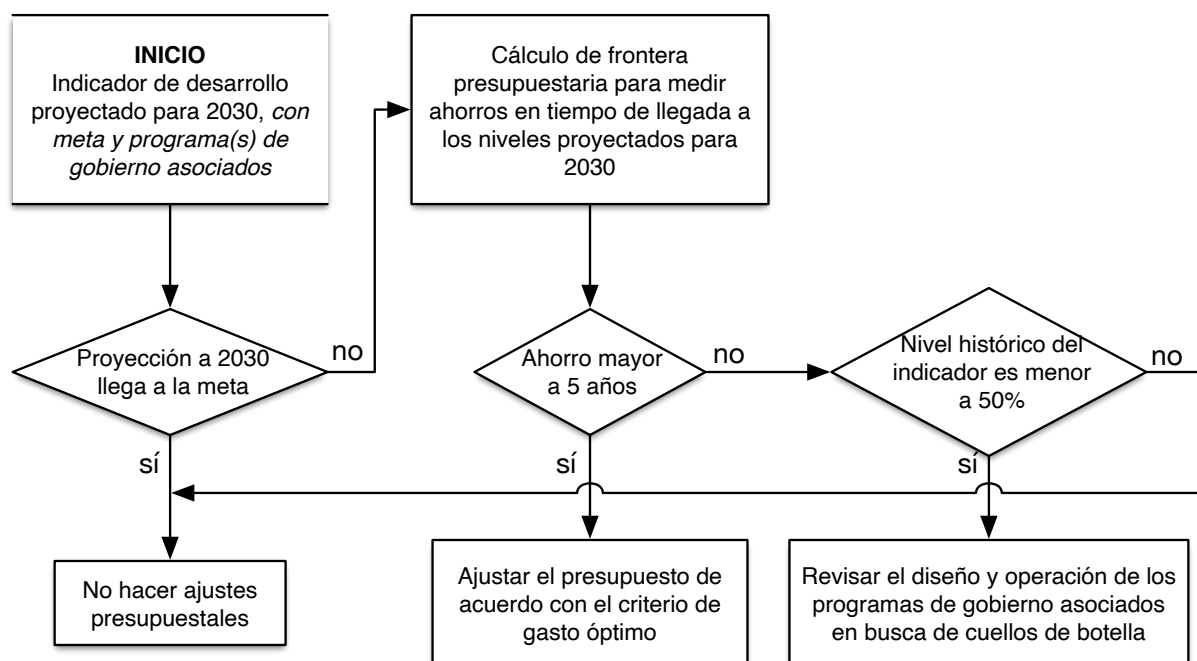 INICIO
Indicador de desarrollo
proyectado para 2030, con
meta y programa(s) de
gobierno asociados
Cálculo de frontera
presupuestaria para medir
ahorros en tiempo de llegada a
los niveles proyectados para
2030
Proyección a 2030
llega a la meta
no
sí
Ahorro mayor
a 5 años
no
sí
Nivel histórico del
indicador es menor
a 50%
no
sí
No hacer ajustes
presupuestales
Ajustar el presupuesto de
acuerdo con el criterio de
gasto óptimo
Revisar el diseño y operación de los
programas de gobierno asociados
en busca de cuellos de botella